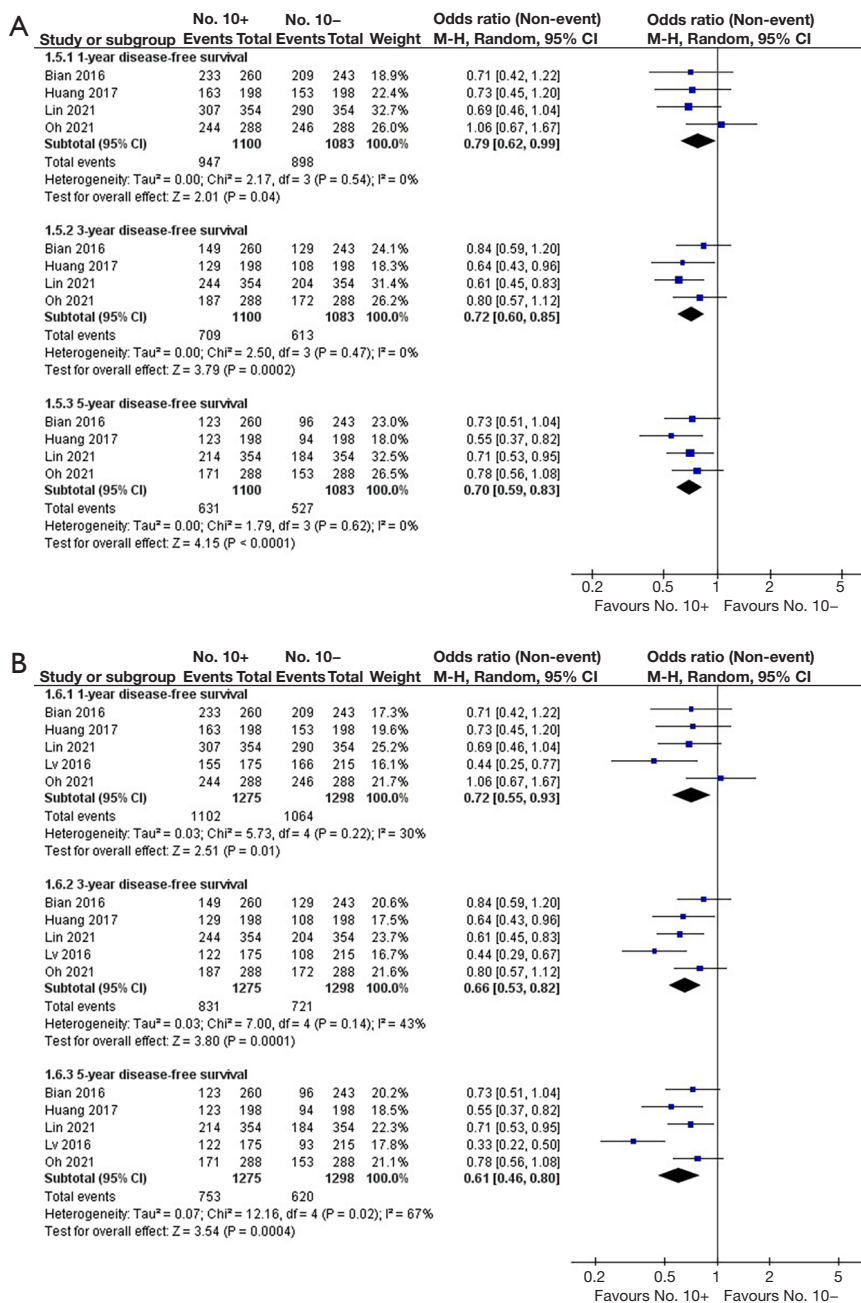 A
No. 10+ No. 10− Odds ratio (Non-event) Odds ratio (Non-event)
Study or subgroup Events Total Events Total Weight M-H, Random, 95% CI M-H, Random, 95% CI
1.5.1 1-year disease-free survival
Bian 2016 233 260 209 243 18.9% 0.71 [0.42, 1.22]
Huang 2017 163 198 153 198 22.4% 0.73 [0.45, 1.20]
Lin 2021 307 354 290 354 32.7% 0.69 [0.46, 1.04]
Oh 2021 244 288 246 288 26.0% 1.06 [0.67, 1.67]
Subtotal (95% CI) 1100 1083 100.0% 0.79 [0.62, 0.99]
Total events 947 898
Heterogeneity: Tau² = 0.00; Chi² = 2.17, df = 3 (P = 0.54); I² = 0%
Test for overall effect: Z = 2.01 (P = 0.04)
1.5.2 3-year disease-free survival
Bian 2016 149 260 129 243 24.1% 0.84 [0.59, 1.20]
Huang 2017 129 198 108 198 18.3% 0.64 [0.43, 0.96]
Lin 2021 244 354 204 354 31.4% 0.61 [0.45, 0.83]
Oh 2021 187 288 172 288 26.2% 0.80 [0.57, 1.12]
Subtotal (95% CI) 1100 1083 100.0% 0.72 [0.60, 0.85]
Total events 709 613
Heterogeneity: Tau² = 0.00; Chi² = 2.50, df = 3 (P = 0.47); I² = 0%
Test for overall effect: Z = 3.79 (P = 0.0002)
1.5.3 5-year disease-free survival
Bian 2016 123 260 96 243 23.0% 0.73 [0.51, 1.04]
Huang 2017 123 198 94 198 18.0% 0.55 [0.37, 0.82]
Lin 2021 214 354 184 354 32.5% 0.71 [0.53, 0.95]
Oh 2021 171 288 153 288 26.5% 0.78 [0.56, 1.08]
Subtotal (95% CI) 1100 1083 100.0% 0.70 [0.59, 0.83]
Total events 631 527
Heterogeneity: Tau² = 0.00; Chi² = 1.79, df = 3 (P = 0.62); I² = 0%
Test for overall effect: Z = 4.15 (P < 0.0001)
0.2 0.5 1 2 5
Favours No. 10+ Favours No. 10−
B
No. 10+ No. 10− Odds ratio (Non-event) Odds ratio (Non-event)
Study or subgroup Events Total Events Total Weight M-H, Random, 95% CI M-H, Random, 95% CI
1.6.1 1-year disease-free survival
Bian 2016 233 260 209 243 17.3% 0.71 [0.42, 1.22]
Huang 2017 163 198 153 198 19.6% 0.73 [0.45, 1.20]
Lin 2021 307 354 290 354 25.2% 0.69 [0.46, 1.04]
Lv 2016 155 175 166 215 16.1% 0.44 [0.25, 0.77]
Oh 2021 244 288 246 288 21.7% 1.06 [0.67, 1.67]
Subtotal (95% CI) 1275 1298 100.0% 0.72 [0.55, 0.93]
Total events 1102 1064
Heterogeneity: Tau² = 0.03; Chi² = 5.73, df = 4 (P = 0.22); I² = 30%
Test for overall effect: Z = 2.51 (P = 0.01)
1.6.2 3-year disease-free survival
Bian 2016 149 260 129 243 20.6% 0.84 [0.59, 1.20]
Huang 2017 129 198 108 198 17.5% 0.64 [0.43, 0.96]
Lin 2021 244 354 204 354 23.7% 0.61 [0.45, 0.83]
Lv 2016 122 175 108 215 16.7% 0.44 [0.29, 0.67]
Oh 2021 187 288 172 288 21.6% 0.80 [0.57, 1.12]
Subtotal (95% CI) 1275 1298 100.0% 0.66 [0.53, 0.82]
Total events 831 721
Heterogeneity: Tau² = 0.03; Chi² = 7.00, df = 4 (P = 0.14); I² = 43%
Test for overall effect: Z = 3.80 (P = 0.0001)
1.6.3 5-year disease-free survival
Bian 2016 123 260 96 243 20.2% 0.73 [0.51, 1.04]
Huang 2017 123 198 94 198 18.5% 0.55 [0.37, 0.82]
Lin 2021 214 354 184 354 22.3% 0.71 [0.53, 0.95]
Lv 2016 122 175 93 215 17.8% 0.33 [0.22, 0.50]
Oh 2021 171 288 153 288 21.1% 0.78 [0.56, 1.08]
Subtotal (95% CI) 1275 1298 100.0% 0.61 [0.46, 0.80]
Total events 753 620
Heterogeneity: Tau² = 0.07; Chi² = 12.16, df = 4 (P = 0.02); I² = 67%
Test for overall effect: Z = 3.54 (P = 0.0004)
0.2 0.5 1 2 5
Favours No. 10+ Favours No. 10−